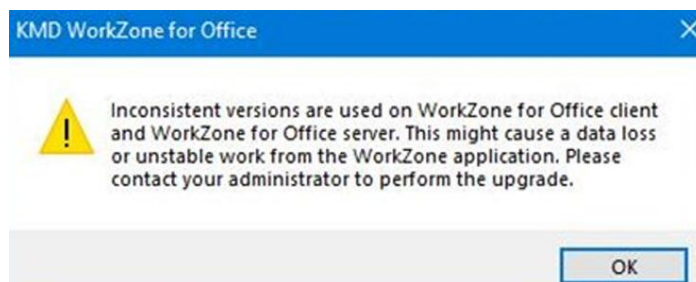 KMD WorkZone for Office
Inconsistent versions are used on WorkZone for Office client
and WorkZone for Office server. This might cause a data loss
or unstable work from the WorkZone application. Please
contact your administrator to perform the upgrade.
OK